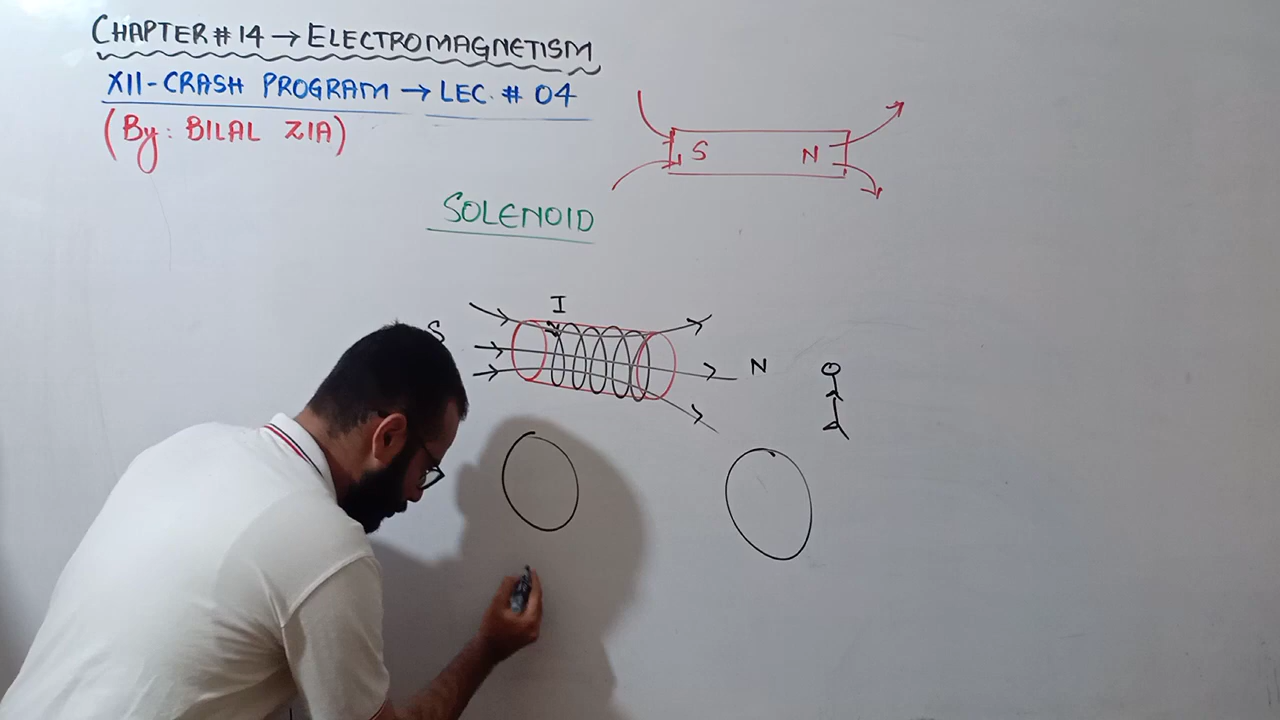 CHAPTER # 14 → ELECTROMAGNETISM
XII-CRASH PROGRAM → LEC. # 04
(By: BILAL ZIA)
S N
SOLENOID
I
S
N